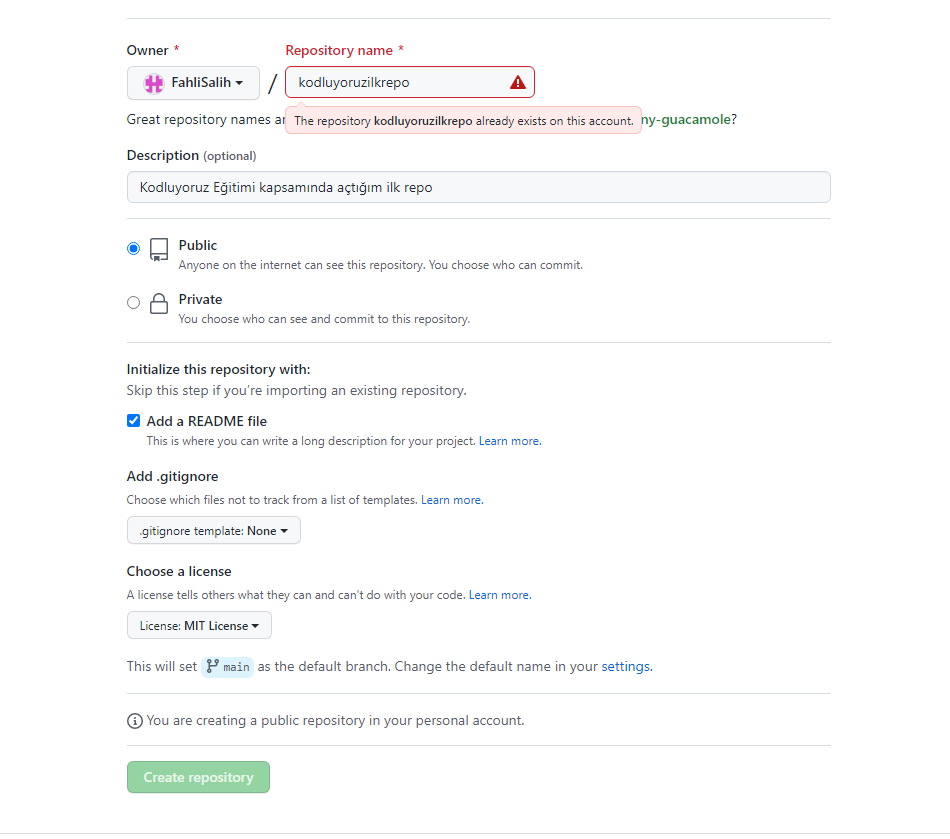 Owner * Repository name *
FahliSalih / kodluyoruzilkrepo
Great repository names ny-guacamole?
The repository kodluyoruzilkrepo already exists on this account.
Description (optional)
Kodluyoruz Eğitimi kapsamında açtığım ilk repo
Public
Anyone on the internet can see this repository. You choose who can commit.
Private
You choose who can see and commit to this repository.
Initialize this repository with:
Skip this step if you're importing an existing repository.
Add a README file
This is where you can write a long description for your project. Learn more.
Add .gitignore
Choose which files not to track from a list of templates. Learn more.
.gitignore template: None
Choose a license
A license tells others what they can and can't do with your code. Learn more.
License: MIT License
This will set main as the default branch. Change the default name in your settings.
You are creating a public repository in your personal account.
Create repository